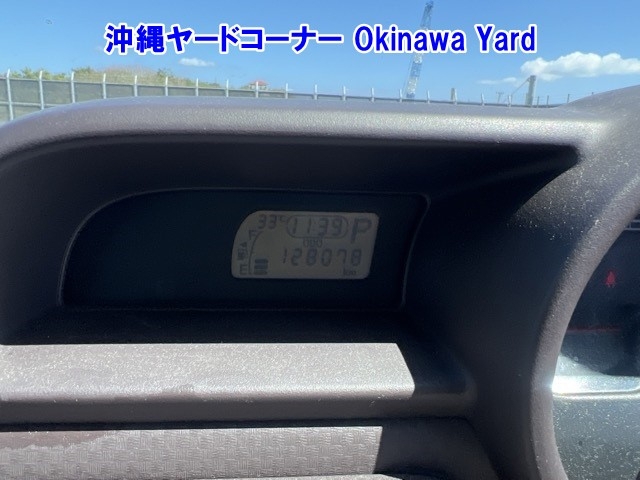 沖縄ヤードコーナー Okinawa Yard
33℃ 11:39 P
F
ODO
128078
E km